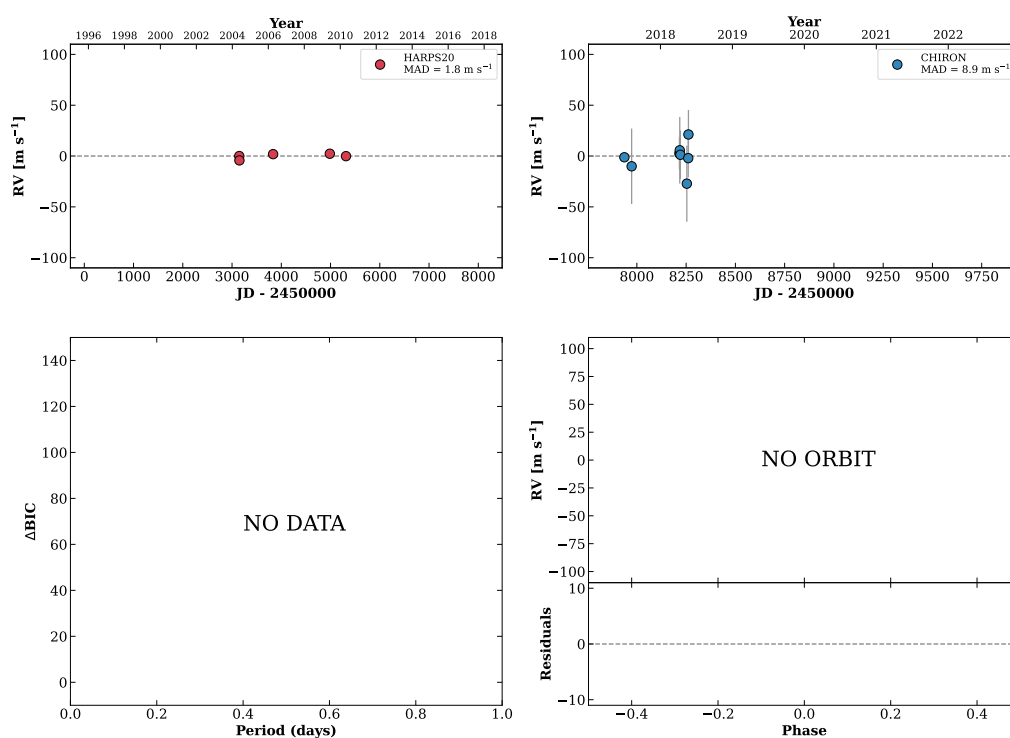 Year
1996 1998 2000 2002 2004 2006 2008 2010 2012 2014 2016 2018
HARPS20
MAD = 1.8 m s⁻¹
100
50
0
−50
−100
RV [m s⁻¹]
0 1000 2000 3000 4000 5000 6000 7000 8000
JD - 2450000
Year
2018 2019 2020 2021 2022
CHIRON
MAD = 8.9 m s⁻¹
100
50
0
−50
−100
RV [m s⁻¹]
8000 8250 8500 8750 9000 9250 9500 9750
JD - 2450000
140
120
100
80
60
40
20
0
ΔBIC
NO DATA
0.0 0.2 0.4 0.6 0.8 1.0
Period (days)
100
75
50
25
0
−25
−50
−75
−100
RV [m s⁻¹]
NO ORBIT
10
0
−10
Residuals
−0.4 −0.2 0.0 0.2 0.4
Phase